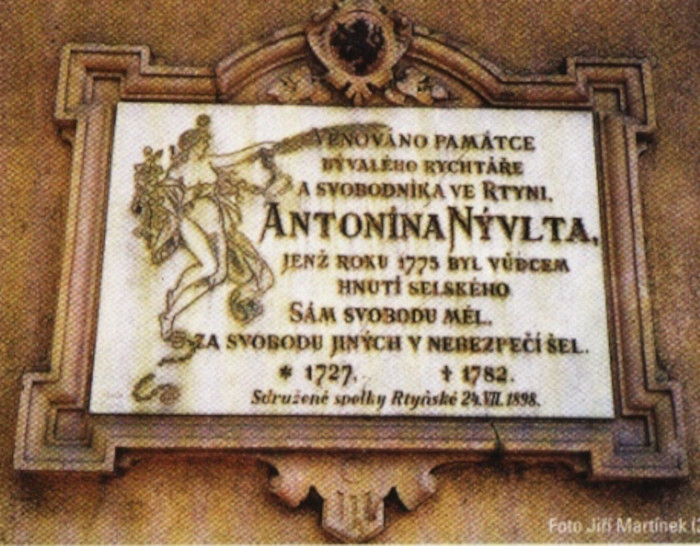 VĚNOVÁNO PAMÁTCE
BÝVALÉHO RYCHTÁŘE
A SVOBODNÍKA VE RTYNI,
ANTONÍNA NÝVLTA,
JENŽ ROKU 1775 BYL VŮDCEM
HNUTÍ SELSKÉHO
SÁM SVOBODU MĚL,
ZA SVOBODU JINÝCH V NEBEZPEČÍ ŠEL.
* 1727. † 1782.
Sdružené spolky Rtyňské 24.VII.1898.
Foto Jiří Martínek (2